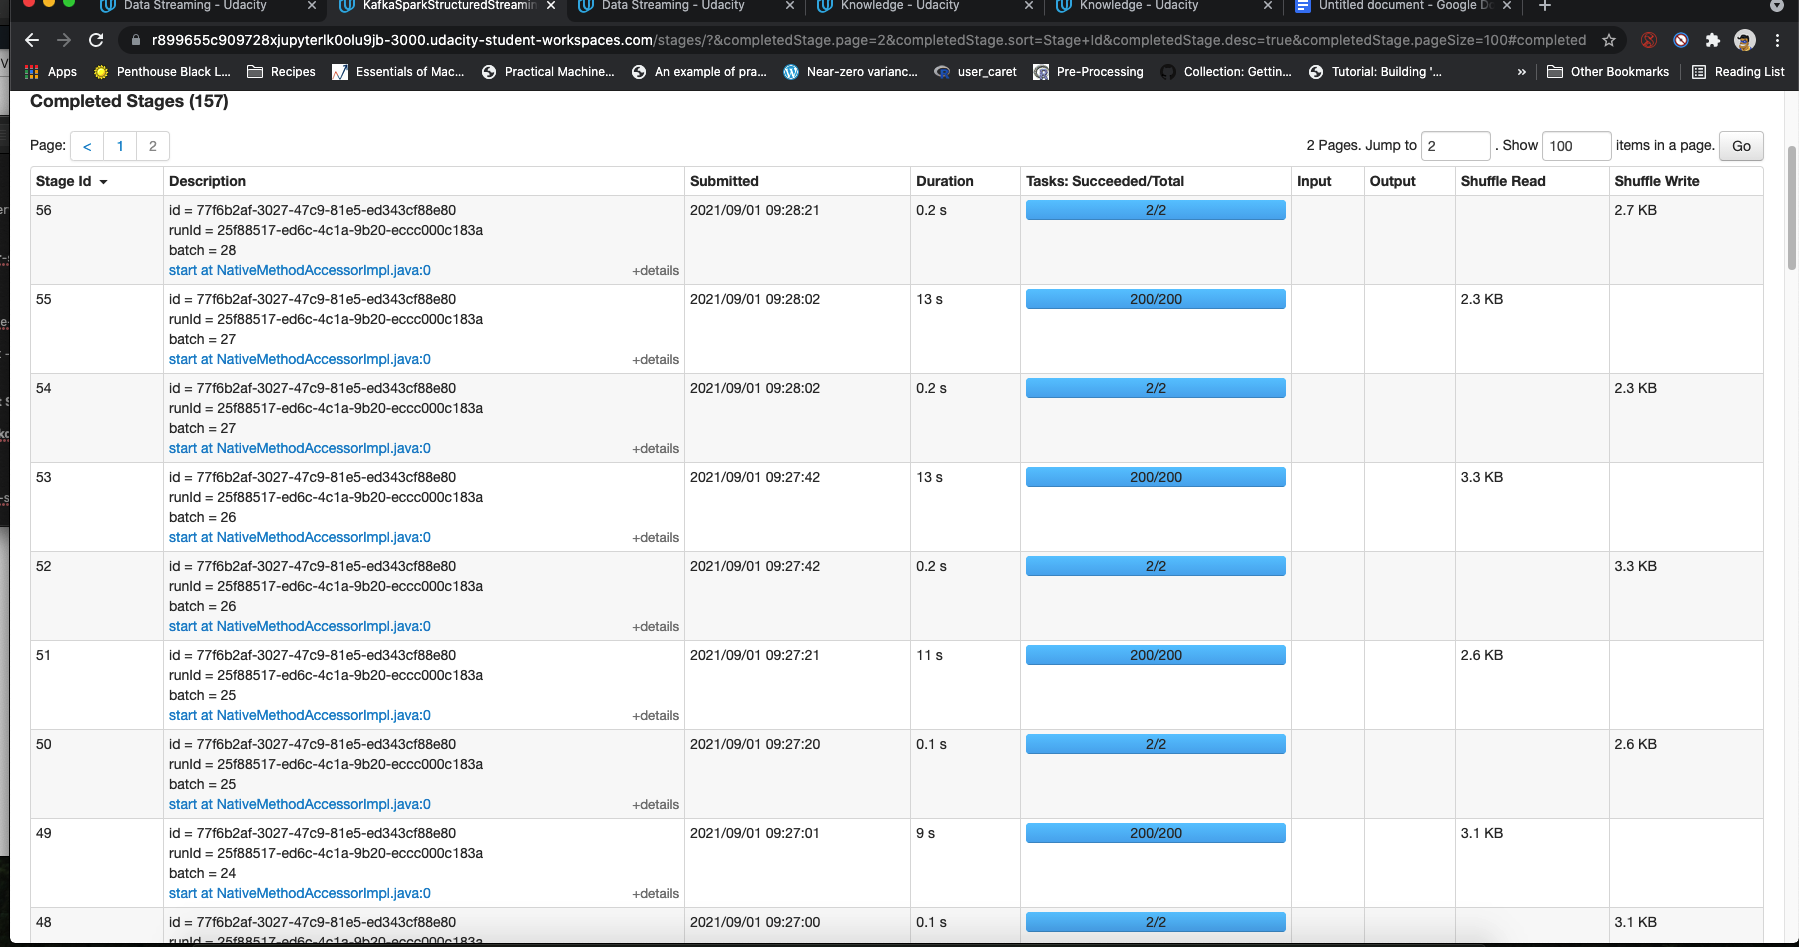 Data Streaming - Udacity
KafkaSparkStructuredStreamin
Data Streaming - Udacity
Knowledge - Udacity
Knowledge - Udacity
Untitled document - Google Do
r899655c909728xjupyterlk0olu9jb-3000.udacity-student-workspaces.com/stages/?&completedStage.page=2&completedStage.sort=Stage+Id&completedStage.desc=true&completedStage.pageSize=100#completed
Apps Penthouse Black L... Recipes Essentials of Mac... Practical Machine... An example of pra... Near-zero varianc... user_caret Pre-Processing Collection: Gettin... Tutorial: Building '... » Other Bookmarks Reading List
Completed Stages (157)
Page: < 1 2
2 Pages. Jump to 2 . Show 100 items in a page. Go
Stage Id Description Submitted Duration Tasks: Succeeded/Total Input Output Shuffle Read Shuffle Write
56 id = 77f6b2af-3027-47c9-81e5-ed343cf88e80 2021/09/01 09:28:21 0.2 s 2/2 2.7 KB
runId = 25f88517-ed6c-4c1a-9b20-eccc000c183a
batch = 28
start at NativeMethodAccessorImpl.java:0 +details
55 id = 77f6b2af-3027-47c9-81e5-ed343cf88e80 2021/09/01 09:28:02 13 s 200/200 2.3 KB
runId = 25f88517-ed6c-4c1a-9b20-eccc000c183a
batch = 27
start at NativeMethodAccessorImpl.java:0 +details
54 id = 77f6b2af-3027-47c9-81e5-ed343cf88e80 2021/09/01 09:28:02 0.2 s 2/2 2.3 KB
runId = 25f88517-ed6c-4c1a-9b20-eccc000c183a
batch = 27
start at NativeMethodAccessorImpl.java:0 +details
53 id = 77f6b2af-3027-47c9-81e5-ed343cf88e80 2021/09/01 09:27:42 13 s 200/200 3.3 KB
runId = 25f88517-ed6c-4c1a-9b20-eccc000c183a
batch = 26
start at NativeMethodAccessorImpl.java:0 +details
52 id = 77f6b2af-3027-47c9-81e5-ed343cf88e80 2021/09/01 09:27:42 0.2 s 2/2 3.3 KB
runId = 25f88517-ed6c-4c1a-9b20-eccc000c183a
batch = 26
start at NativeMethodAccessorImpl.java:0 +details
51 id = 77f6b2af-3027-47c9-81e5-ed343cf88e80 2021/09/01 09:27:21 11 s 200/200 2.6 KB
runId = 25f88517-ed6c-4c1a-9b20-eccc000c183a
batch = 25
start at NativeMethodAccessorImpl.java:0 +details
50 id = 77f6b2af-3027-47c9-81e5-ed343cf88e80 2021/09/01 09:27:20 0.1 s 2/2 2.6 KB
runId = 25f88517-ed6c-4c1a-9b20-eccc000c183a
batch = 25
start at NativeMethodAccessorImpl.java:0 +details
49 id = 77f6b2af-3027-47c9-81e5-ed343cf88e80 2021/09/01 09:27:01 9 s 200/200 3.1 KB
runId = 25f88517-ed6c-4c1a-9b20-eccc000c183a
batch = 24
start at NativeMethodAccessorImpl.java:0 +details
48 id = 77f6b2af-3027-47c9-81e5-ed343cf88e80 2021/09/01 09:27:00 0.1 s 2/2 3.1 KB
runId = 25f88517-ed6c-4c1a-9b20-eccc000c183a